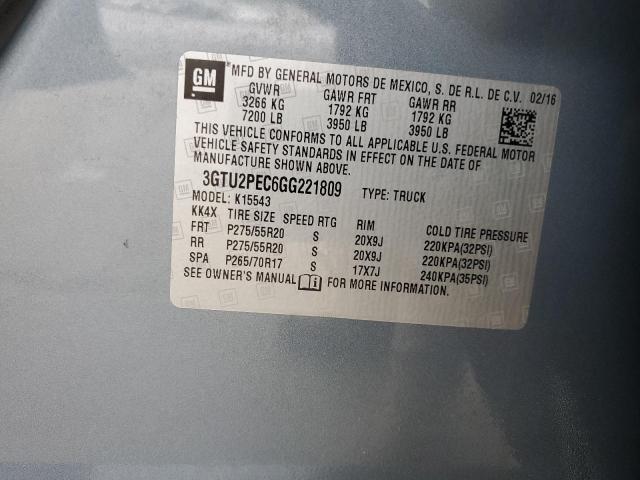 GM
MFD BY GENERAL MOTORS DE MEXICO, S. DE R.L. DE C.V. 02/16
GVWR GAWR FRT GAWR RR
3266 KG 1792 KG 1792 KG
7200 LB 3950 LB 3950 LB
THIS VEHICLE CONFORMS TO ALL APPLICABLE U.S. FEDERAL MOTOR
VEHICLE SAFETY STANDARDS IN EFFECT ON THE DATE OF
MANUFACTURE SHOWN ABOVE.
3GTU2PEC6GG221809 TYPE: TRUCK
MODEL: K15543
KK4X TIRE SIZE SPEED RTG RIM COLD TIRE PRESSURE
FRT P275/55R20 S 20X9J 220KPA(32PSI)
RR P275/55R20 S 20X9J 220KPA(32PSI)
SPA P265/70R17 S 17X7J 240KPA(35PSI)
SEE OWNER'S MANUAL FOR MORE INFORMATION.